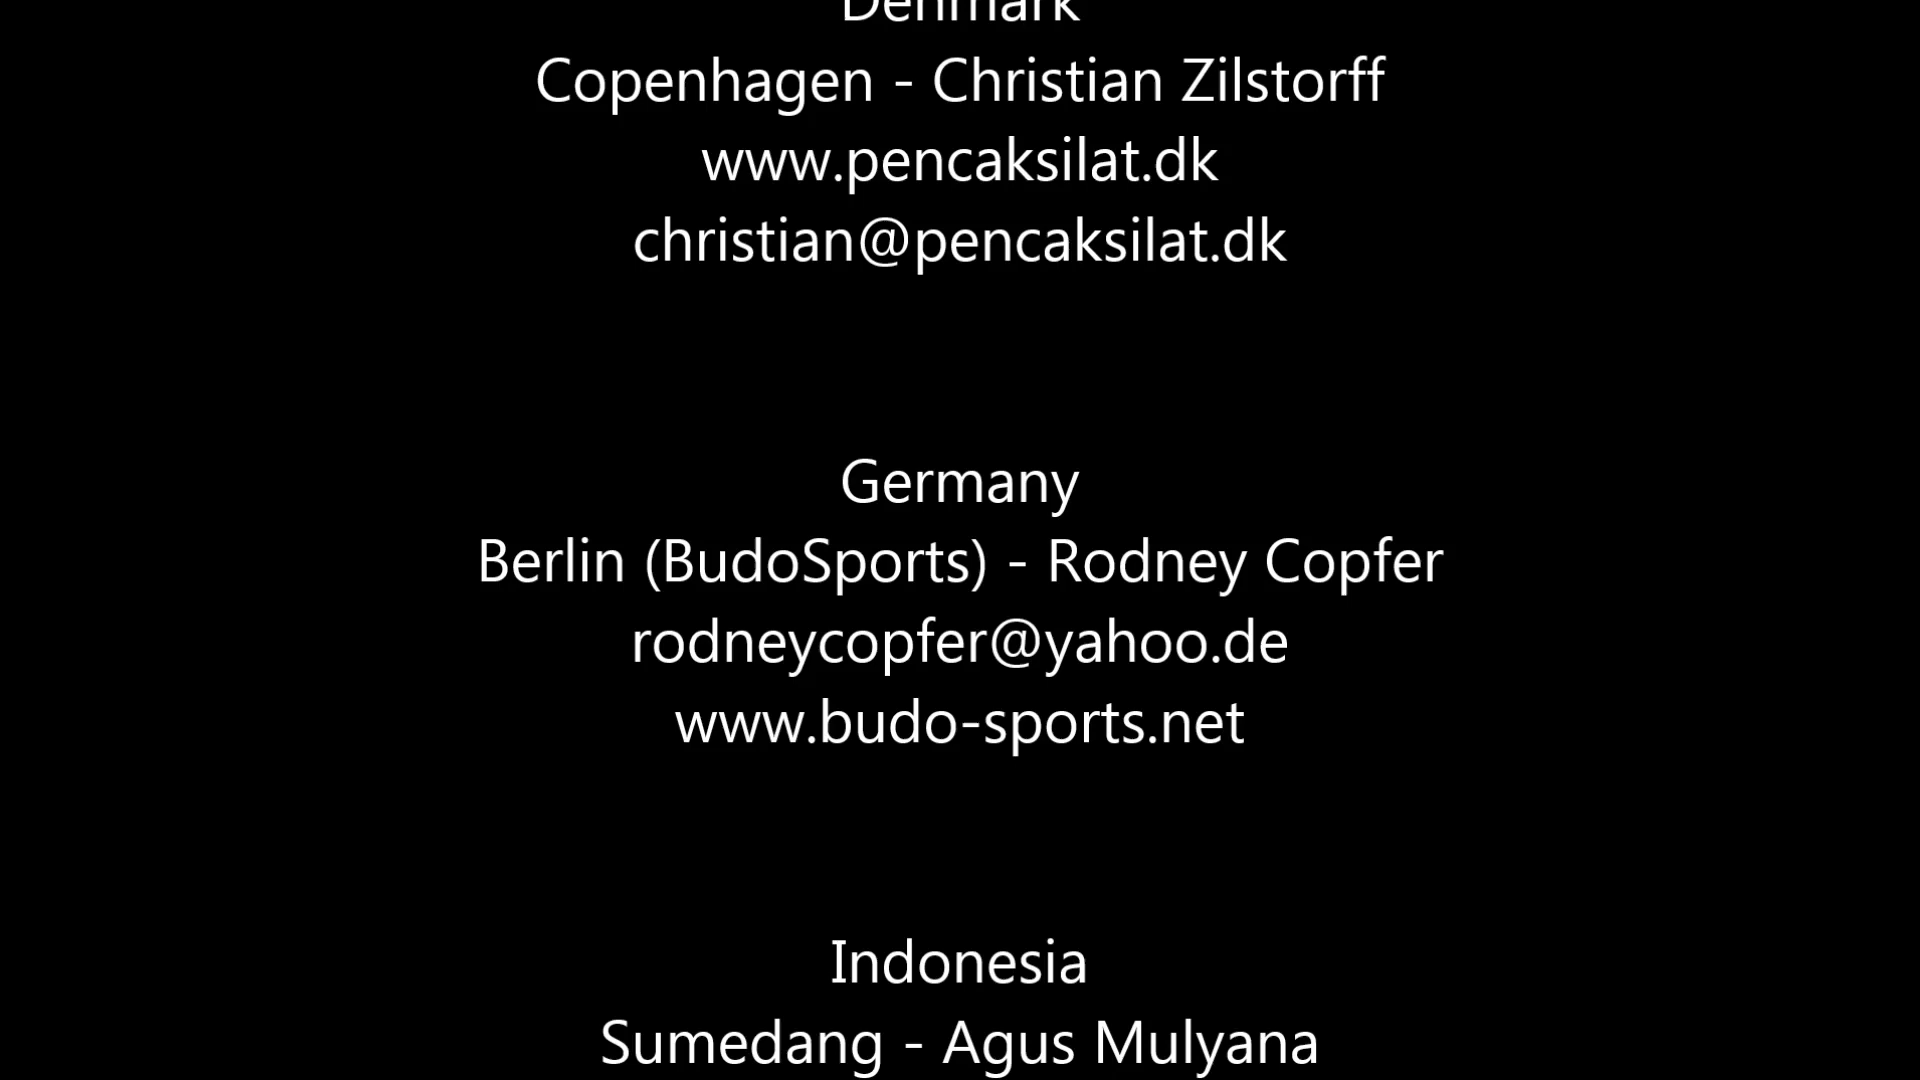 Denmark
Copenhagen - Christian Zilstorff
www.pencaksilat.dk
christian@pencaksilat.dk
Germany
Berlin (BudoSports) - Rodney Copfer
rodneycopfer@yahoo.de
www.budo-sports.net
Indonesia
Sumedang - Agus Mulyana